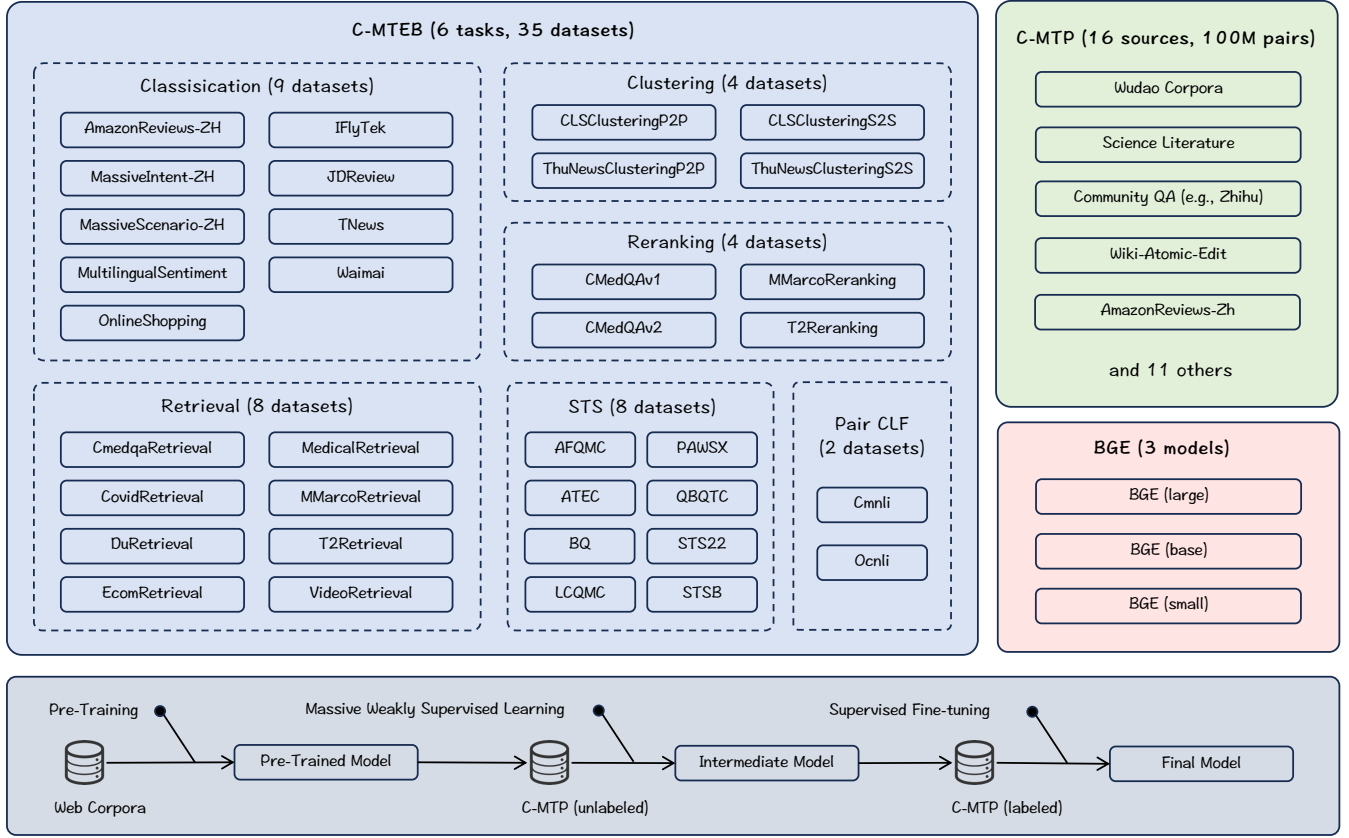 C-MTEB (6 tasks, 35 datasets)
Classisication (9 datasets)
AmazonReviews-ZH
IFlyTek
MassiveIntent-ZH
JDReview
MassiveScenario-ZH
TNews
MultilingualSentiment
Waimai
OnlineShopping
Clustering (4 datasets)
CLSClusteringP2P
CLSClusteringS2S
ThuNewsClusteringP2P
ThuNewsClusteringS2S
Reranking (4 datasets)
CMedQAv1
MMarcoReranking
CMedQAv2
T2Reranking
Retrieval (8 datasets)
CmedqaRetrieval
MedicalRetrieval
CovidRetrieval
MMarcoRetrieval
DuRetrieval
T2Retrieval
EcomRetrieval
VideoRetrieval
STS (8 datasets)
AFQMC
PAWSX
ATEC
QBQTC
BQ
STS22
LCQMC
STSB
Pair CLF
(2 datasets)
Cmnli
Ocnli
C-MTP (16 sources, 100M pairs)
Wudao Corpora
Science Literature
Community QA (e.g., Zhihu)
Wiki-Atomic-Edit
AmazonReviews-Zh
and 11 others
BGE (3 models)
BGE (large)
BGE (base)
BGE (small)
Pre-Training
Massive Weakly Supervised Learning
Supervised Fine-tuning
Pre-Trained Model
Intermediate Model
Final Model
Web Corpora
C-MTP (unlabeled)
C-MTP (labeled)